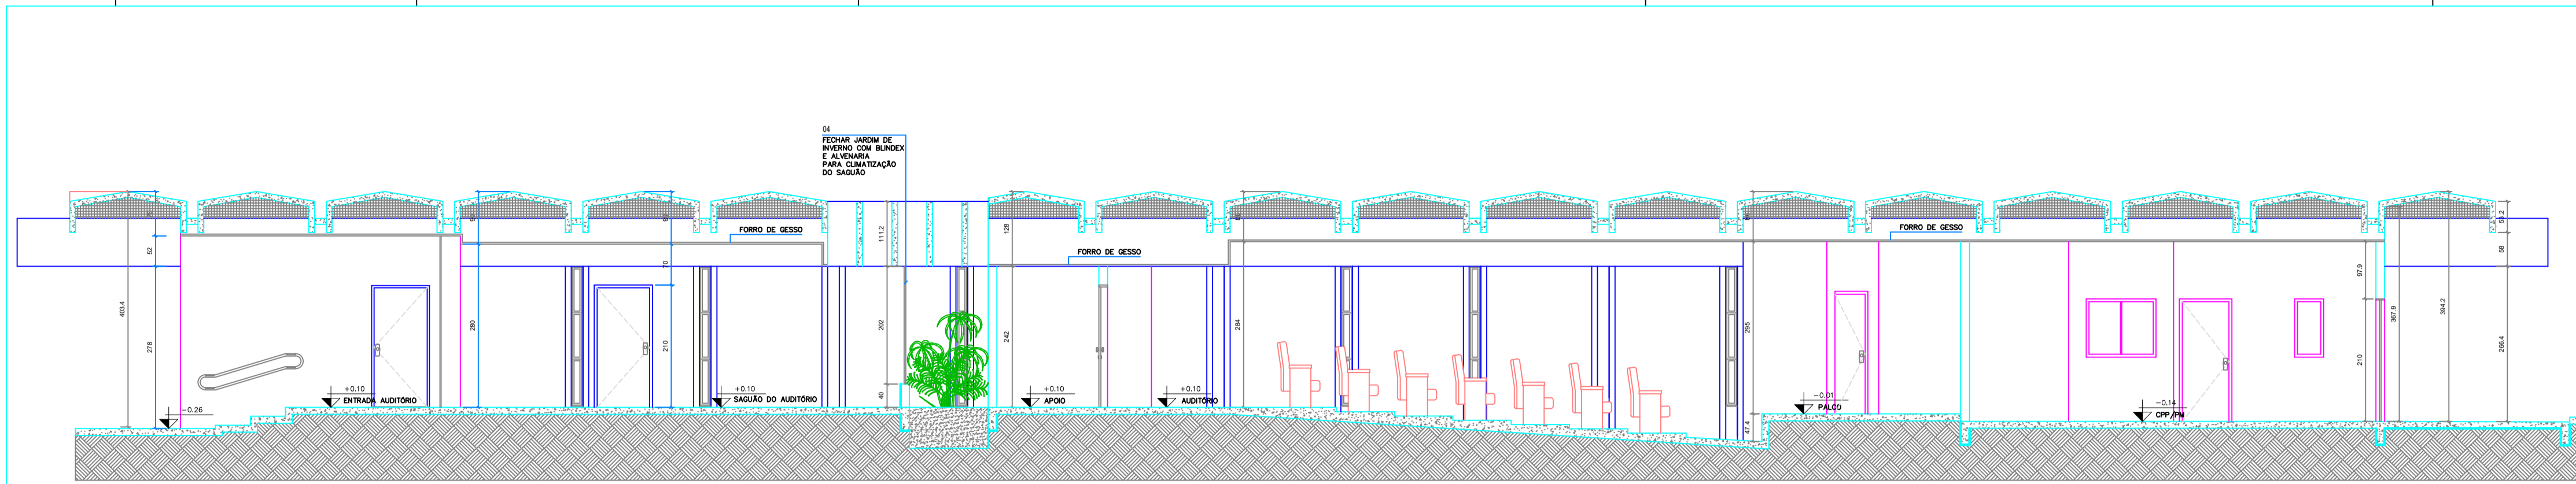 04
FECHAR JARDIM DE
INVERNO COM BLINDEX
E ALVENARIA
PARA CLIMATIZAÇÃO
DO SAGUÃO
FORRO DE GESSO
FORRO DE GESSO
FORRO DE GESSO
52
403.4
278
280
70
210
111.2
202
40
128
242
284
295
47.4
97.9
210
367.9
394.2
53.2
58
266.4
-0.26
+0.10
ENTRADA AUDITÓRIO
+0.10
SAGUÃO DO AUDITÓRIO
+0.10
APOIO
+0.10
AUDITÓRIO
-0.01
PALCO
-0.14
CPP/PM